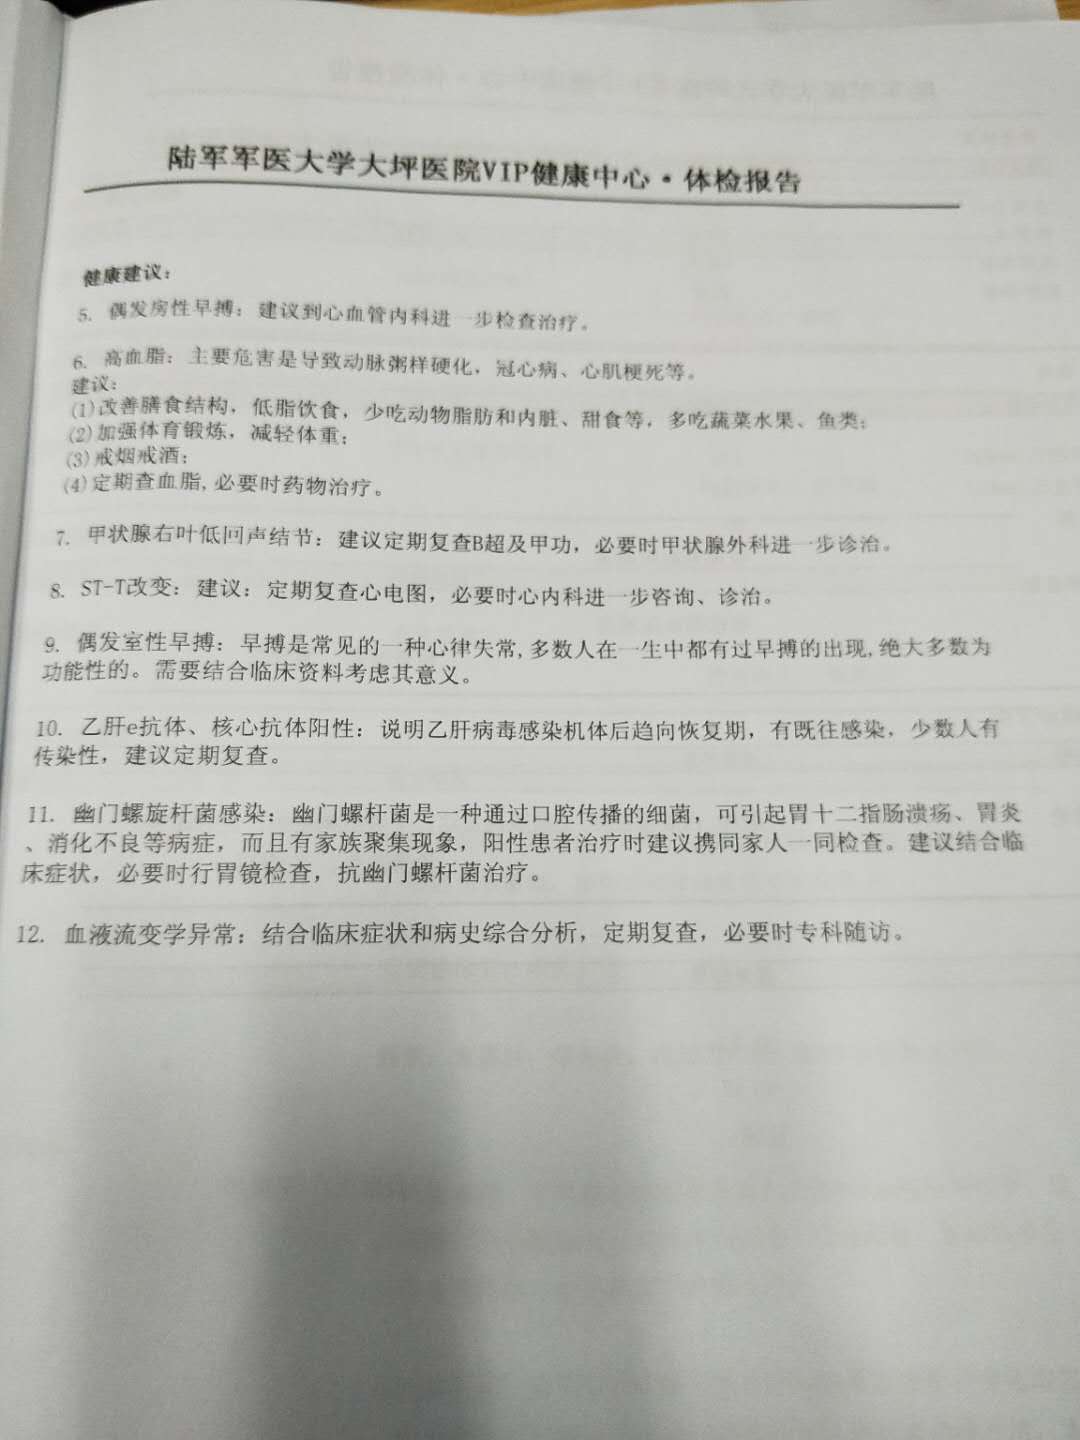 陆军军医大学大坪医院VIP健康中心·体检报告
健康建议：
5. 偶发房性早搏：建议到心血管内科进一步检查治疗。
6. 高血脂：主要危害是导致动脉粥样硬化，冠心病、心肌梗死等。
建议：
(1)改善膳食结构，低脂饮食，少吃动物脂肪和内脏、甜食等，多吃蔬菜水果、鱼类；
(2)加强体育锻炼，减轻体重；
(3)戒烟戒酒；
(4)定期查血脂,必要时药物治疗。
7. 甲状腺右叶低回声结节：建议定期复查B超及甲功，必要时甲状腺外科进一步诊治。
8. ST-T改变：建议：定期复查心电图，必要时心内科进一步咨询、诊治。
9. 偶发室性早搏：早搏是常见的一种心律失常,多数人在一生中都有过早搏的出现,绝大多数为
功能性的。需要结合临床资料考虑其意义。
10. 乙肝e抗体、核心抗体阳性：说明乙肝病毒感染机体后趋向恢复期，有既往感染，少数人有
传染性，建议定期复查。
11. 幽门螺旋杆菌感染：幽门螺杆菌是一种通过口腔传播的细菌，可引起胃十二指肠溃疡、胃炎
、消化不良等病症，而且有家族聚集现象，阳性患者治疗时建议携同家人一同检查。建议结合临
床症状，必要时行胃镜检查，抗幽门螺杆菌治疗。
12. 血液流变学异常：结合临床症状和病史综合分析，定期复查，必要时专科随访。